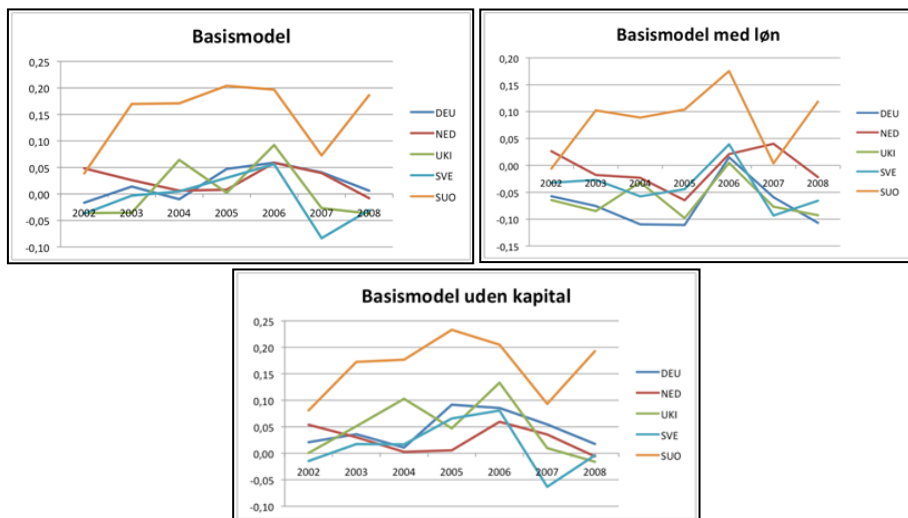 Basismodel
0,25
0,20
0,15
0,10
0,05
0,00
-0,05
-0,10
2002 2003 2004 2005 2006 2007 2008
DEU
NED
UKI
SVE
SUO
Basismodel med løn
0,20
0,15
0,10
0,05
0,00
-0,05
-0,10
-0,15
2002 2003 2004 2005 2006 2007 2008
DEU
NED
UKI
SVE
SUO
Basismodel uden kapital
0,25
0,20
0,15
0,10
0,05
0,00
-0,05
-0,10
2002 2003 2004 2005 2006 2007 2008
DEU
NED
UKI
SVE
SUO